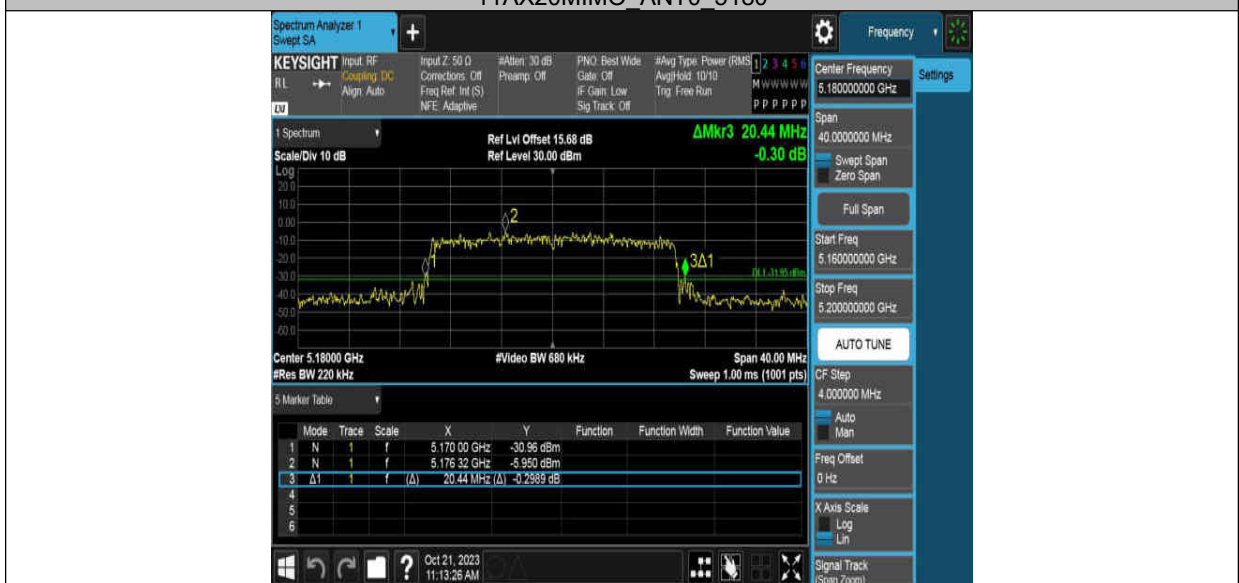 11AX20MIMO_ANT0_5180
Spectrum Analyzer 1
Swept SA
+
Frequency
KEYSIGHT
RL
LXI
Input: RF
Coupling: DC
Align: Auto
Input Z: 50 Ω
Corrections: Off
Freq Ref: Int (S)
NFE: Adaptive
#Atten: 30 dB
Preamp: Off
PNO: Best Wide
Gate: Off
IF Gain: Low
Sig Track: Off
#Avg Type: Power (RMS
Avg|Hold: 10/10
Trig: Free Run
1 2 3 4 5 6
M W W W W W
P P P P P P
Center Frequency
5.180000000 GHz
Settings
1 Spectrum
Scale/Div 10 dB
Ref Lvl Offset 15.68 dB
Ref Level 30.00 dBm
ΔMkr3 20.44 MHz
-0.30 dB
Log
20.0
10.0
0.00
-10.0
-20.0
-30.0
-40.0
-50.0
-60.0
2
3Δ1
DL1 -31.95 dBm
Center 5.18000 GHz
#Res BW 220 kHz
#Video BW 680 kHz
Span 40.00 MHz
Sweep 1.00 ms (1001 pts)
Span
40.0000000 MHz
Swept Span
Zero Span
Full Span
Start Freq
5.160000000 GHz
Stop Freq
5.200000000 GHz
AUTO TUNE
CF Step
4.000000 MHz
Auto
Man
Freq Offset
0 Hz
X Axis Scale
Log
Lin
Signal Track
(Span Zoom)
5 Marker Table
Mode Trace Scale X Y Function Function Width Function Value
1 N 1 f 5.170 00 GHz -30.96 dBm
2 N 1 f 5.176 32 GHz -5.950 dBm
3 Δ1 1 f (Δ) 20.44 MHz (Δ) -0.2989 dB
4
5
6
?
Oct 21, 2023
11:13:26 AM